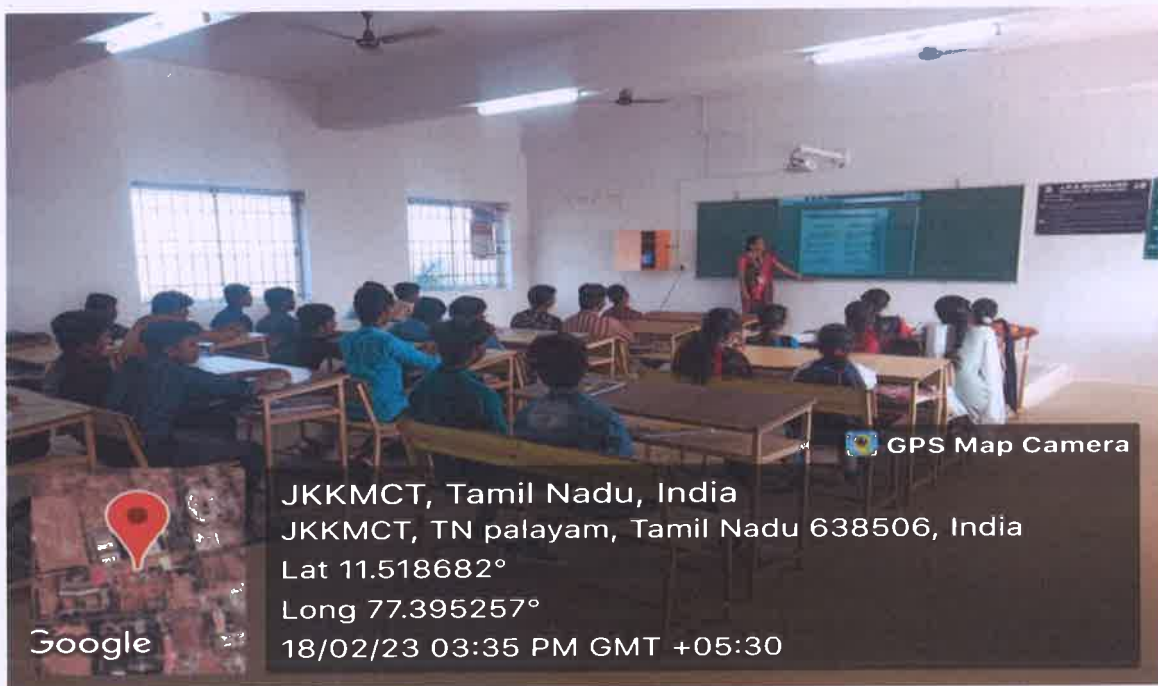 GPS Map Camera
JKKMCT, Tamil Nadu, India
JKKMCT, TN palayam, Tamil Nadu 638506, India
Lat 11.518682°
Long 77.395257°
18/02/23 03:35 PM GMT +05:30
Google